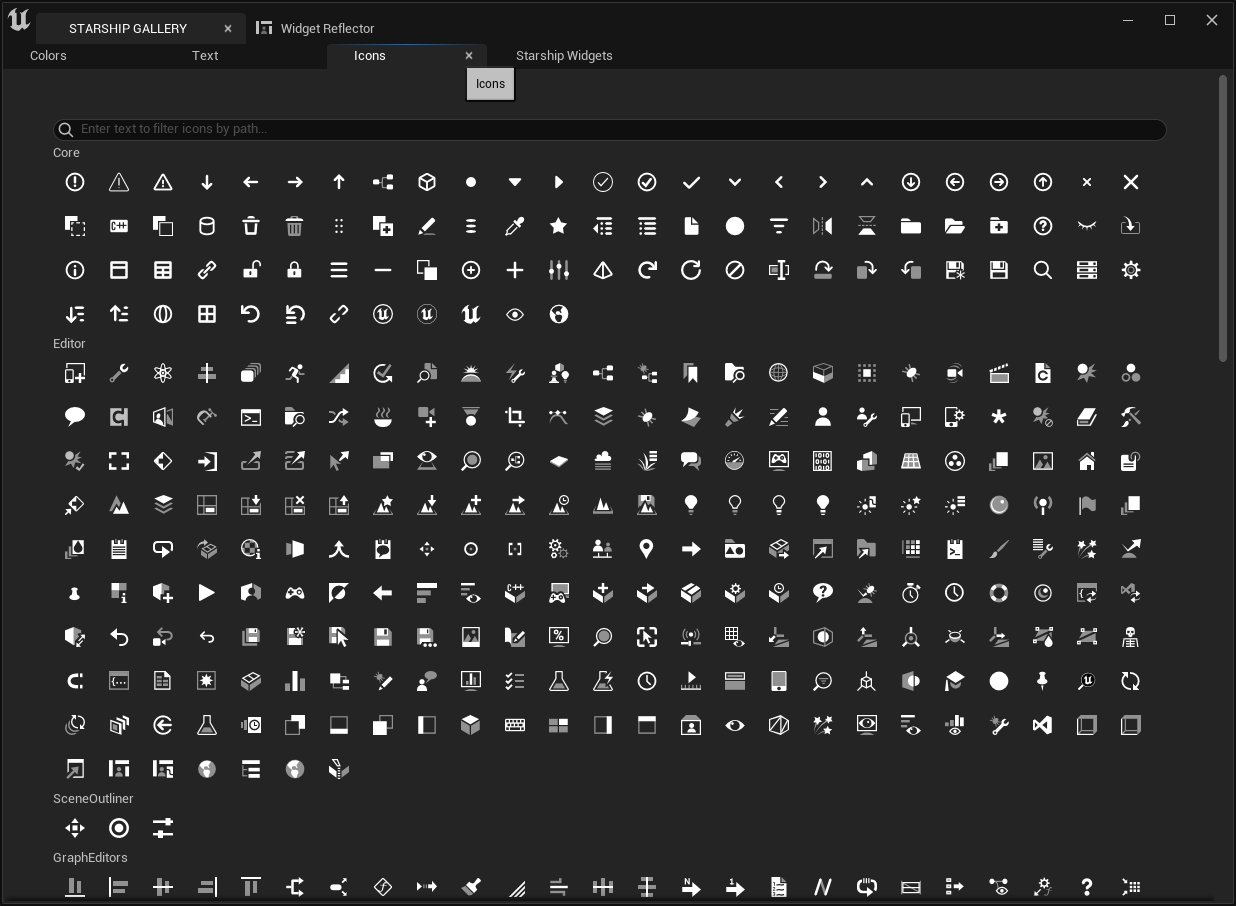 STARSHIP GALLERY
Widget Reflector
Colors
Text
Icons
Starship Widgets
Icons
Enter text to filter icons by path...
Core
Editor
SceneOutliner
GraphEditors